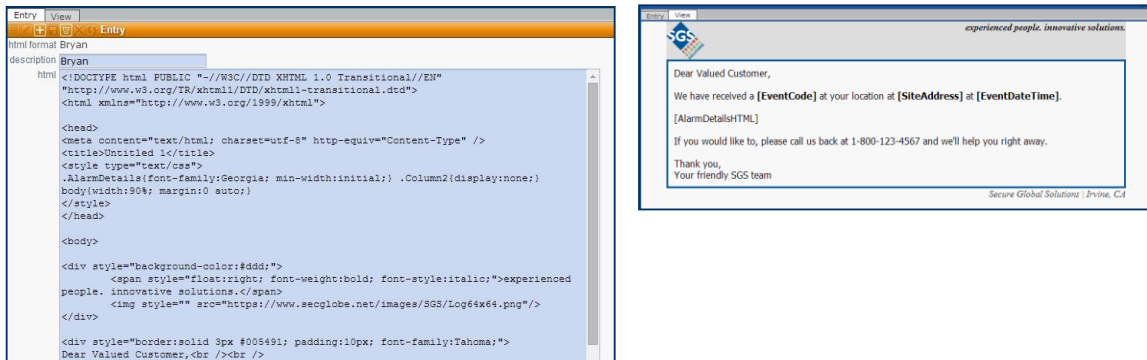 Entry View
Entry
html format Bryan
description Bryan
html <!DOCTYPE html PUBLIC "-//W3C//DTD XHTML 1.0 Transitional//EN"
"http://www.w3.org/TR/xhtml1/DTD/xhtml1-transitional.dtd">
<html xmlns="http://www.w3.org/1999/xhtml">
<head>
<meta content="text/html; charset=utf-8" http-equiv="Content-Type" />
<title>Untitled 1</title>
<style type="text/css">
.AlarmDetails{font-family:Georgia; min-width:initial;} .Column2{display:none;}
body{width:90%; margin:0 auto;}
</style>
</head>
<body>
<div style="background-color:#ddd;">
<span style="float:right; font-weight:bold; font-style:italic;">experienced
people. innovative solutions.</span>
<img style="" src="https://www.secglobe.net/images/SGS/Log64x64.png"/>
</div>
<div style="border:solid 3px #005491; padding:10px; font-family:Tahoma;">
Dear Valued Customer,<br /><br />
Entry View
SGS
experienced people. innovative solutions.
Dear Valued Customer,
We have received a [EventCode] at your location at [SiteAddress] at [EventDateTime].
[AlarmDetailsHTML]
If you would like to, please call us back at 1-800-123-4567 and we'll help you right away.
Thank you,
Your friendly SGS team
Secure Global Solutions | Irvine, CA